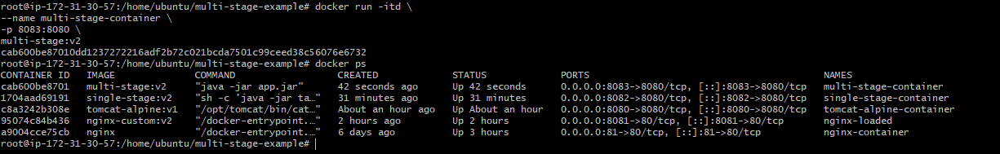 root@ip-172-31-30-57:/home/ubuntu/multi-stage-example# docker run -itd \
--name multi-stage-container \
-p 8083:8080 \
multi-stage:v2
cab600be87010dd1237272216adf2b72c021bcda7501c99ceed38c56076e6732
root@ip-172-31-30-57:/home/ubuntu/multi-stage-example# docker ps
CONTAINER ID   IMAGE              COMMAND                  CREATED             STATUS             PORTS                                         NAMES
cab600be8701   multi-stage:v2     "java -jar app.jar"      42 seconds ago      Up 42 seconds      0.0.0.0:8083->8080/tcp, [::]:8083->8080/tcp   multi-stage-container
1704aad69191   single-stage:v2    "sh -c 'java -jar ta…"   31 minutes ago      Up 31 minutes      0.0.0.0:8082->8080/tcp, [::]:8082->8080/tcp   single-stage-container
c8a3242b308e   tomcat-alpine:v1   "/opt/tomcat/bin/cat…"   About an hour ago   Up About an hour   0.0.0.0:8080->8080/tcp, [::]:8080->8080/tcp   tomcat-alpine-container
95074c84b436   nginx-custom:v2    "/docker-entrypoint.…"   2 hours ago         Up 2 hours         0.0.0.0:8081->80/tcp, [::]:8081->80/tcp       nginx-loaded
a9004cce75cb   nginx              "/docker-entrypoint.…"   6 days ago          Up 3 hours         0.0.0.0:81->80/tcp, [::]:81->80/tcp           nginx-container
root@ip-172-31-30-57:/home/ubuntu/multi-stage-example#